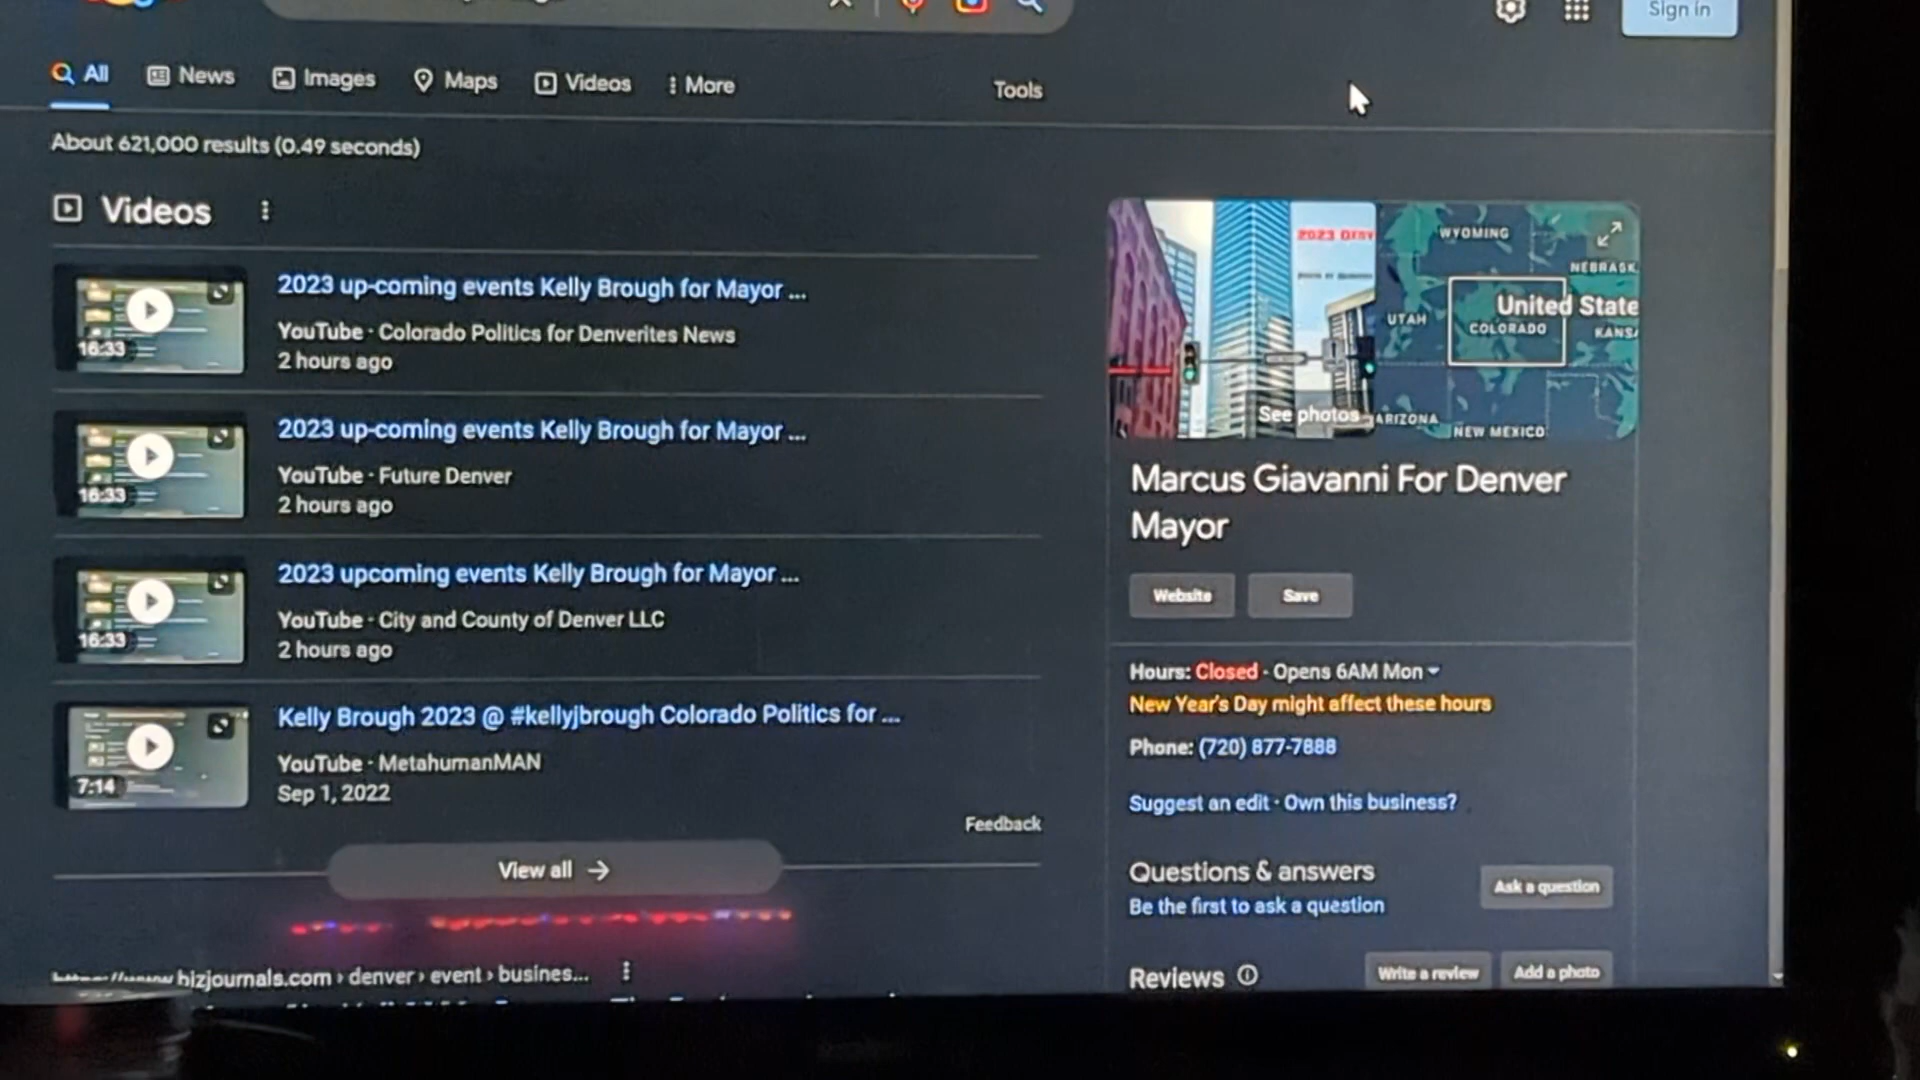 Sign in
All
News
Images
Maps
Videos
More
Tools
About 621,000 results (0.49 seconds)
Videos
2023 up-coming events Kelly Brough for Mayor ...
YouTube · Colorado Politics for Denverites News
2 hours ago
16:33
2023 up-coming events Kelly Brough for Mayor ...
YouTube · Future Denver
2 hours ago
16:33
2023 upcoming events Kelly Brough for Mayor ...
YouTube · City and County of Denver LLC
2 hours ago
16:33
Kelly Brough 2023 @ #kellyjbrough Colorado Politics for ...
YouTube · MetahumanMAN
Sep 1, 2022
7:14
Feedback
View all →
bizjournals.com › denver › event › busines...
2023
See photos
WYOMING
NEBRASK
United State
UTAH
COLORADO
KANSA
ARIZONA
NEW MEXICO
Marcus Giavanni For Denver
Mayor
Website
Save
Hours: Closed · Opens 6AM Mon
New Year's Day might affect these hours
Phone: (720) 877-7888
Suggest an edit · Own this business?
Questions & answers
Be the first to ask a question
Ask a question
Reviews
Write a review
Add a photo